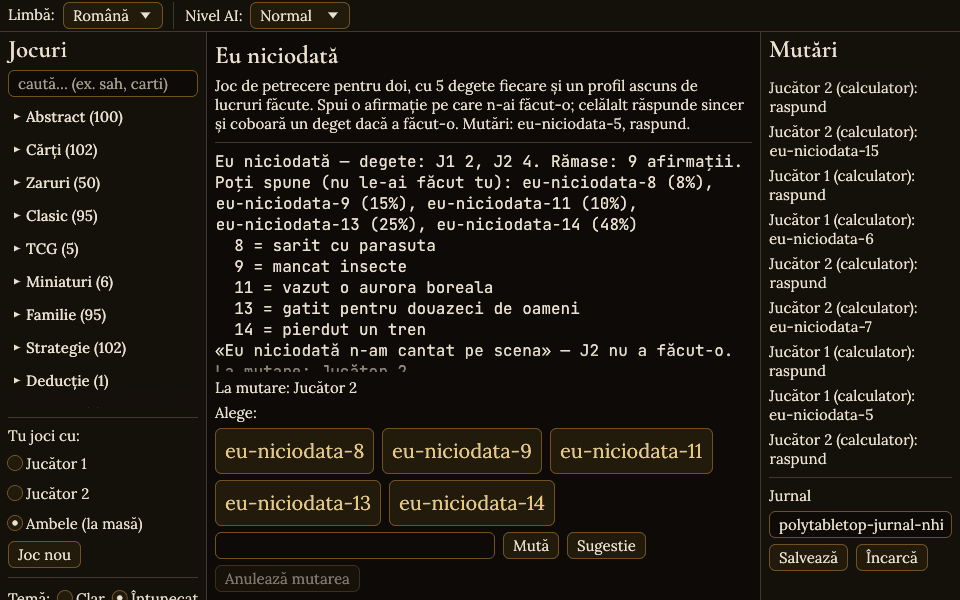 Limbă: Română ▼ Nivel AI: Normal ▼
Jocuri
caută... (ex. sah, carti)
▸ Abstract (100)
▸ Cărți (102)
▸ Zaruri (50)
▸ Clasic (95)
▸ TCG (5)
▸ Miniaturi (6)
▸ Familie (95)
▸ Strategie (102)
▸ Deducție (1)
Tu joci cu:
Jucător 1
Jucător 2
Ambele (la masă)
Joc nou
Temă: Clar Întunecat
Eu niciodată
Joc de petrecere pentru doi, cu 5 degete fiecare și un profil ascuns de
lucruri făcute. Spui o afirmație pe care n-ai făcut-o; celălalt răspunde sincer
și coboară un deget dacă a făcut-o. Mutări: eu-niciodata-5, raspund.
Eu niciodată — degete: J1 2, J2 4. Rămase: 9 afirmații.
Poți spune (nu le-ai făcut tu): eu-niciodata-8 (8%),
eu-niciodata-9 (15%), eu-niciodata-11 (10%),
eu-niciodata-13 (25%), eu-niciodata-14 (48%)
8 = sarit cu parasuta
9 = mancat insecte
11 = vazut o aurora boreala
13 = gatit pentru douazeci de oameni
14 = pierdut un tren
«Eu niciodată n-am cantat pe scena» — J2 nu a făcut-o.
La mutare: Jucător 2
La mutare: Jucător 2
Alege:
eu-niciodata-8 eu-niciodata-9 eu-niciodata-11
eu-niciodata-13 eu-niciodata-14
Mută Sugestie
Anulează mutarea
Mutări
Jucător 2 (calculator):
raspund
Jucător 2 (calculator):
eu-niciodata-15
Jucător 1 (calculator):
raspund
Jucător 1 (calculator):
eu-niciodata-6
Jucător 2 (calculator):
raspund
Jucător 2 (calculator):
eu-niciodata-7
Jucător 1 (calculator):
raspund
Jucător 1 (calculator):
eu-niciodata-5
Jucător 2 (calculator):
raspund
Jurnal
polytabletop-jurnal-nhi
Salvează Încarcă